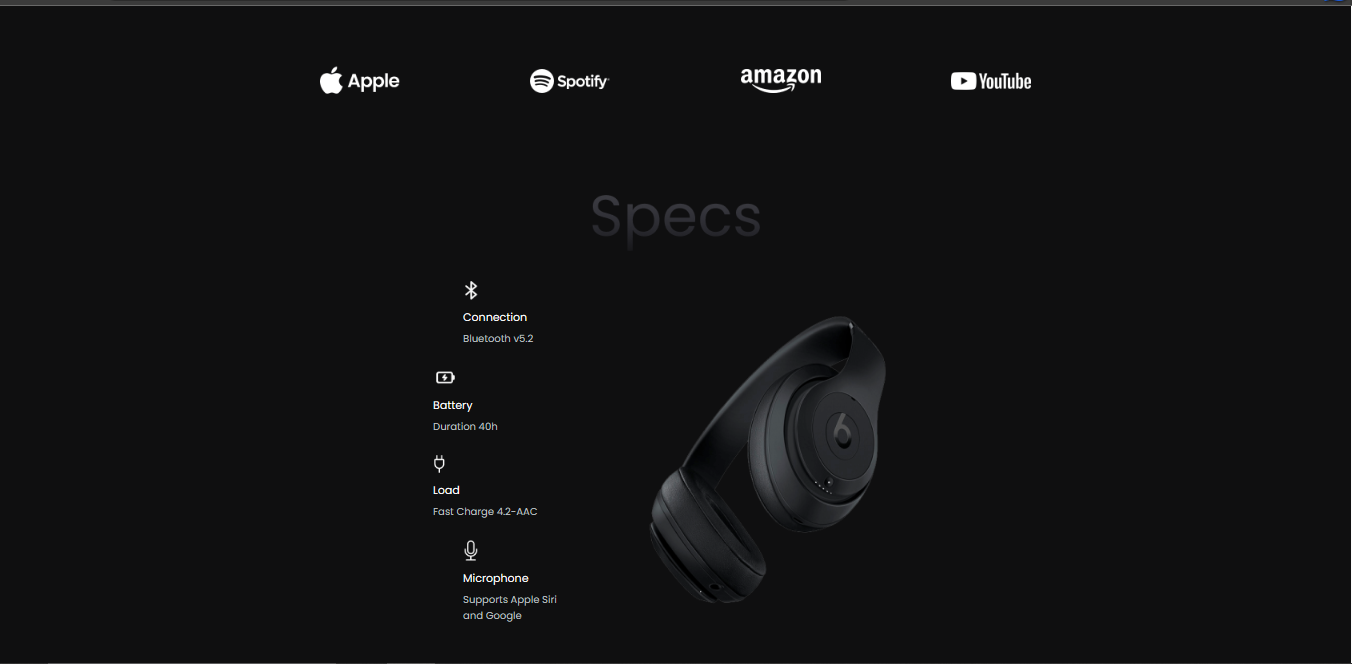 Apple
Spotify
amazon
YouTube
Specs
Connection
Bluetooth v5.2
Battery
Duration 40h
Load
Fast Charge 4.2-AAC
Microphone
Supports Apple Siri
and Google